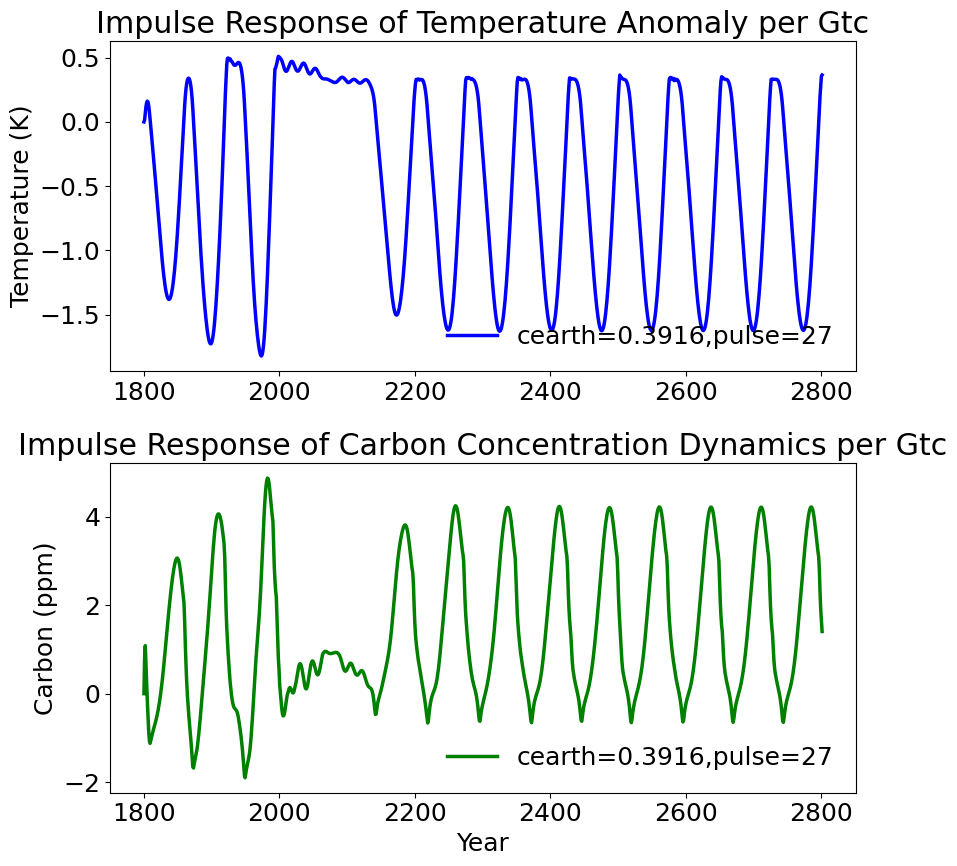 Impulse Response of Temperature Anomaly per Gtc
Temperature (K)
0.5
0.0
−0.5
−1.0
−1.5
cearth=0.3916,pulse=27
1800 2000 2200 2400 2600 2800
Impulse Response of Carbon Concentration Dynamics per Gtc
Carbon (ppm)
4
2
0
−2
cearth=0.3916,pulse=27
1800 2000 2200 2400 2600 2800
Year